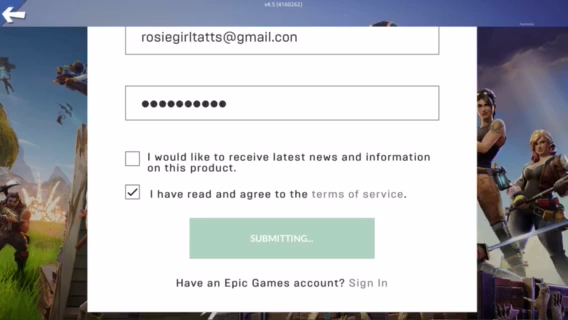 v6.5 (4160262)
rosiegirltatts@gmail.con
●●●●●●●●●●
I would like to receive latest news and information
on this product.
I have read and agree to the terms of service.
SUBMITTING...
Have an Epic Games account? Sign In